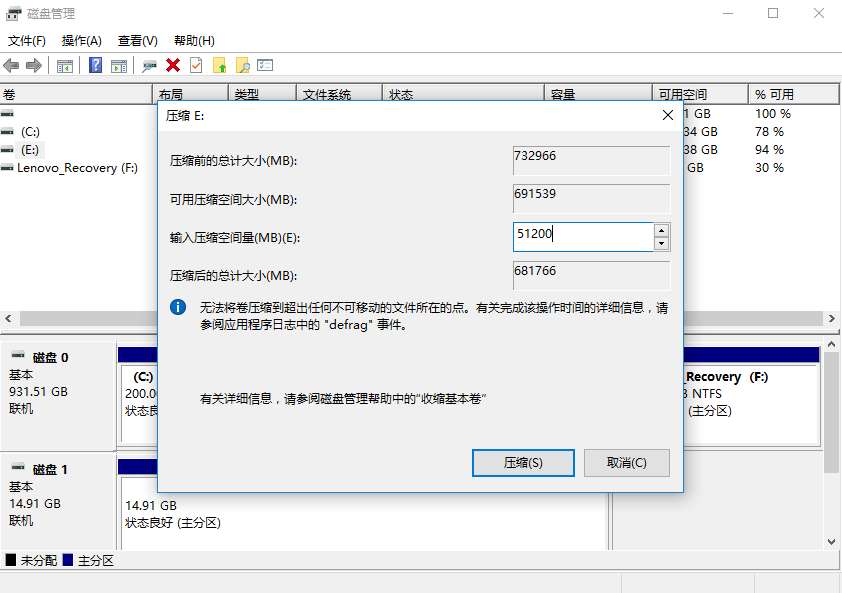 磁盘管理
文件(F) 操作(A) 查看(V) 帮助(H)
卷 布局 类型 文件系统 状态 容量 可用空间 % 可用
1 GB 100 %
(C:) 34 GB 78 %
(E:) 38 GB 94 %
Lenovo_Recovery (F:) GB 30 %
压缩 E:
压缩前的总计大小(MB): 732966
可用压缩空间大小(MB): 691539
输入压缩空间量(MB)(E): 51200
压缩后的总计大小(MB): 681766
无法将卷压缩到超出任何不可移动的文件所在的点。有关完成该操作时间的详细信息，请
参阅应用程序日志中的 "defrag" 事件。
有关详细信息，请参阅磁盘管理帮助中的"收缩基本卷"
压缩(S) 取消(C)
磁盘 0
基本
931.51 GB
联机
(C:)
200.0
状态良
_Recovery (F:)
NTFS
(主分区)
磁盘 1
基本
14.91 GB
联机
14.91 GB
状态良好 (主分区)
未分配 主分区